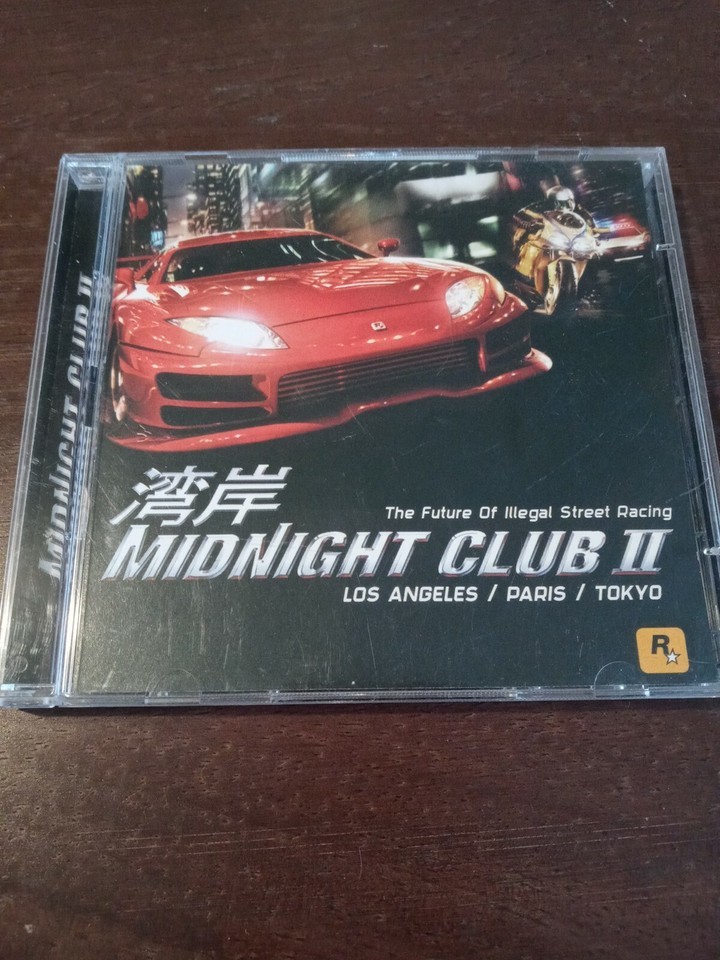 MIDNIGHT CLUB II
湾岸
The Future Of Illegal Street Racing
MIDNIGHT CLUB II
LOS ANGELES / PARIS / TOKYO
R